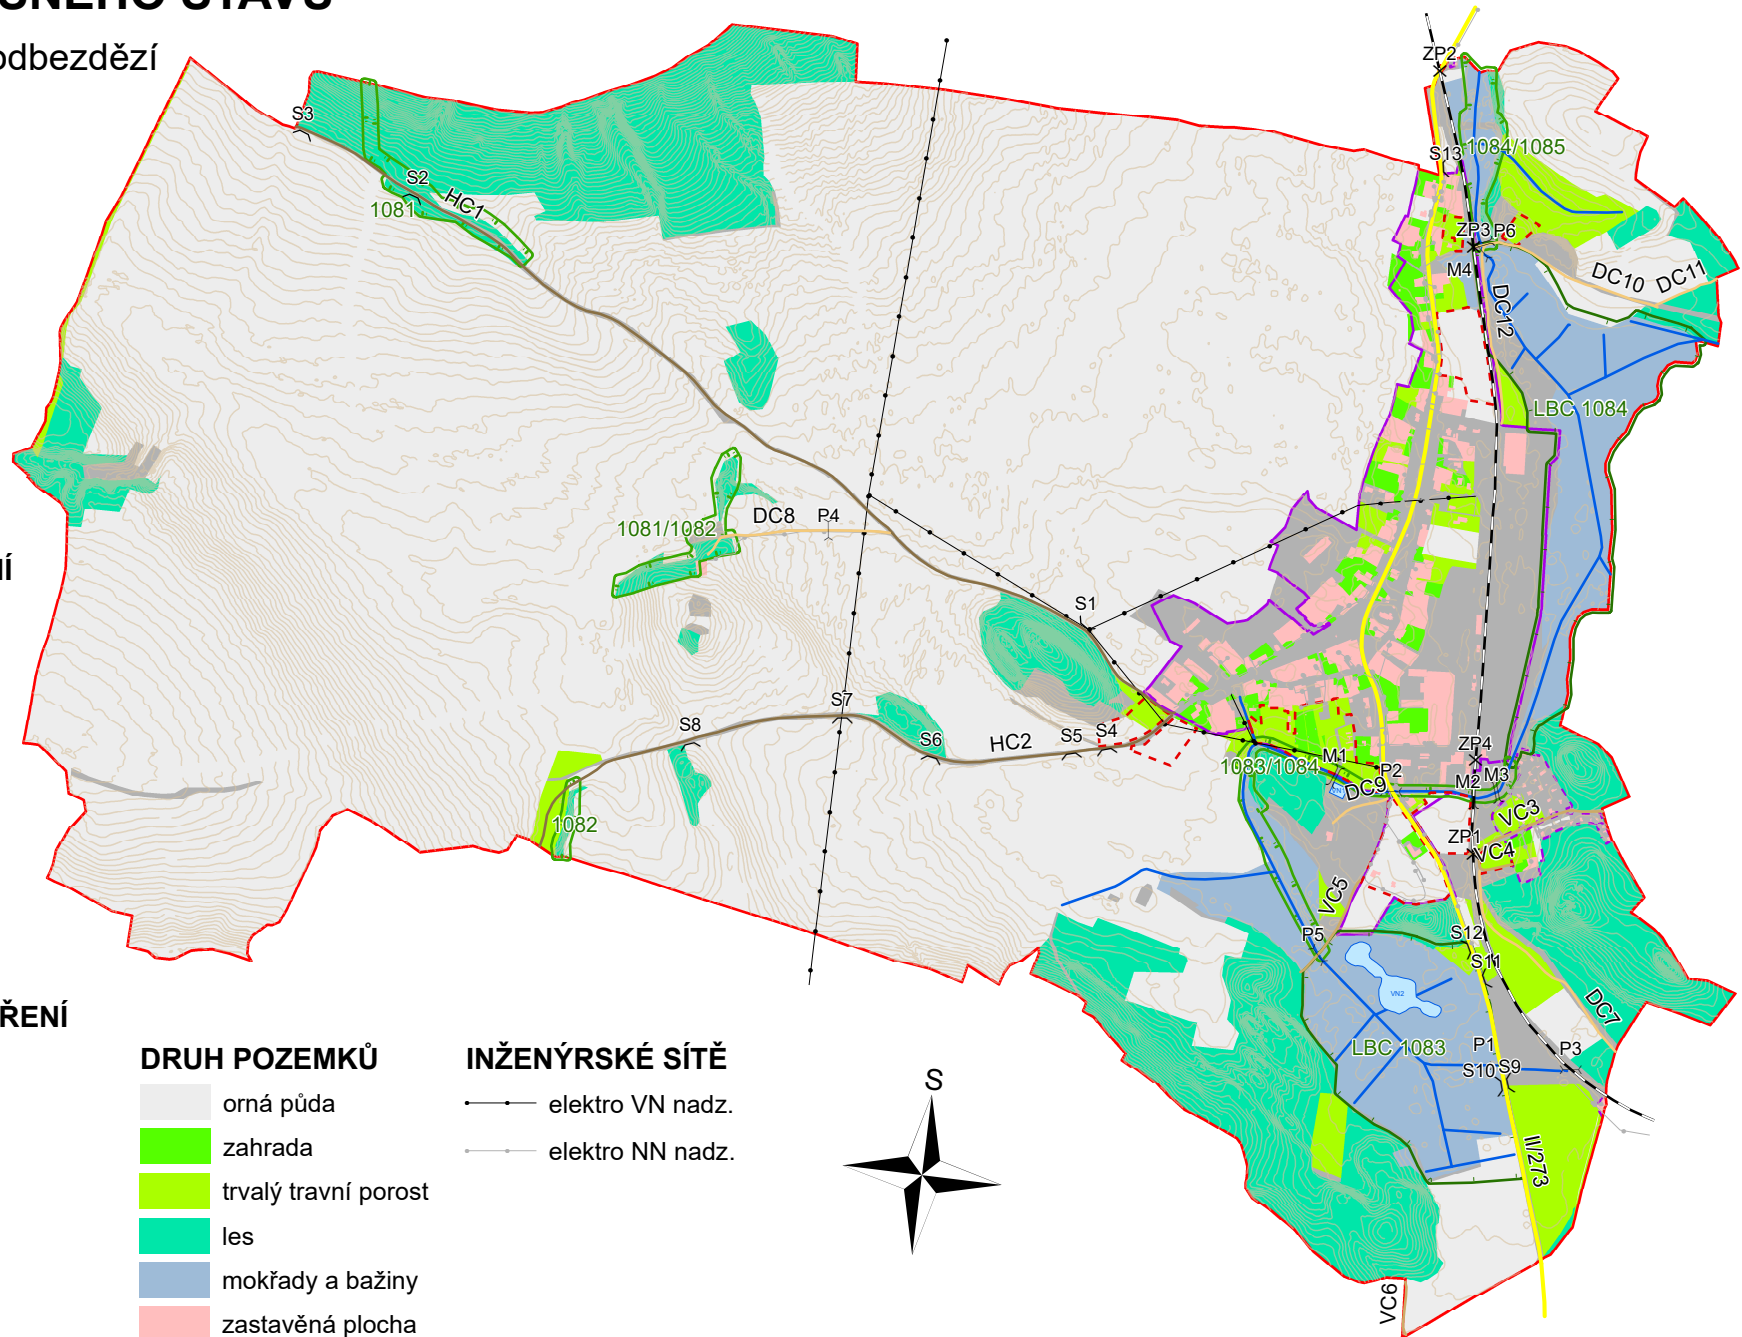 odbezdězí
ZP2
S3
S13
1084/1085
S2
HC1
1081
ZP3
P6
M4
DC10
DC11
DC12
LBC 1084
1081/1082
DC8
P4
S1
S7
S8
S6
HC2
S5
S4
1083/1084
M1
P2
DC9
ZP4
M2
M3
VC3
1082
ZP1
VC4
VC5
P5
S12
S11
VN2
DC7
LBC 1083
P1
P3
S10
S9
II/273
VC6
ŘENÍ
DRUH POZEMKŮ
orná půda
zahrada
trvalý travní porost
les
mokřady a bažiny
zastavěná plocha
INŽENÝRSKÉ SÍTĚ
elektro VN nadz.
elektro NN nadz.
S